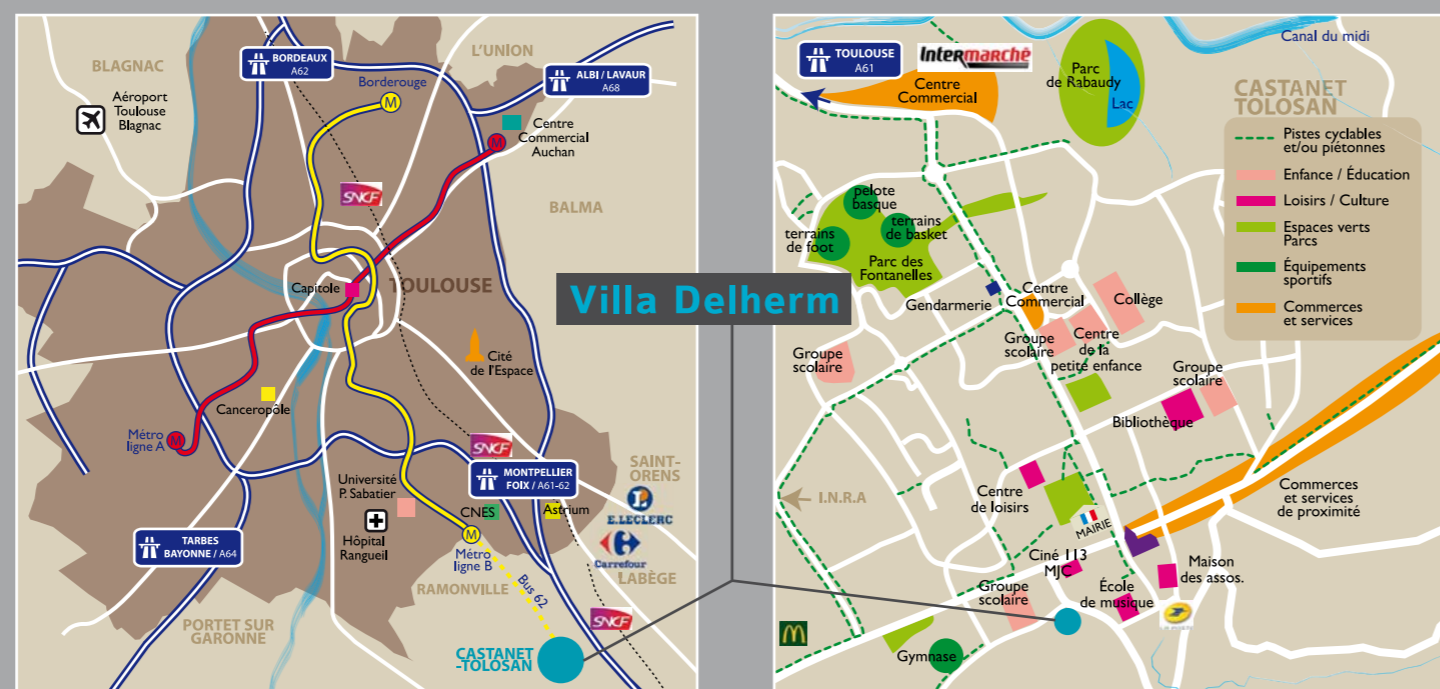 BLAGNAC
Aéroport
Toulouse
Blagnac
BORDEAUX
A62
Borderouge
M
L'UNION
ALBI / LAVAUR
A68
M
Centre
Commercial
Auchan
SNCF
BALMA
Capitole
TOULOUSE
Cité
de l'Espace
Canceropôle
Métro
ligne A
M
SNCF
MONTPELLIER
FOIX / A61-62
SAINT-
ORENS
E.LECLERC
Université
P. Sabatier
CNES
Astrium
Hôpital
Rangueil
M
Métro
ligne B
Carrefour
LABÈGE
TARBES
BAYONNE / A64
RAMONVILLE
Bus 62
SNCF
PORTET SUR
GARONNE
CASTANET
-TOLOSAN
Villa Delherm
TOULOUSE
A61
Intermarché
Centre
Commercial
Parc
de Rabaudy
Lac
Canal du midi
CASTANET
TOLOSAN
Pistes cyclables
et/ou piétonnes
Enfance / Éducation
Loisirs / Culture
Espaces verts
Parcs
Équipements
sportifs
Commerces
et services
pelote
basque
terrains
de basket
terrains
de foot
Parc des
Fontanelles
Gendarmerie
Centre
Commercial
Collège
Groupe
scolaire
Centre
de la
petite enfance
Groupe
scolaire
Groupe
scolaire
Bibliothèque
I.N.R.A
Centre
de loisirs
MAIRIE
Commerces
et services
de proximité
Ciné 113
MJC
Maison
des assos.
Groupe
scolaire
École
de musique
LA POSTE
M
Gymnase